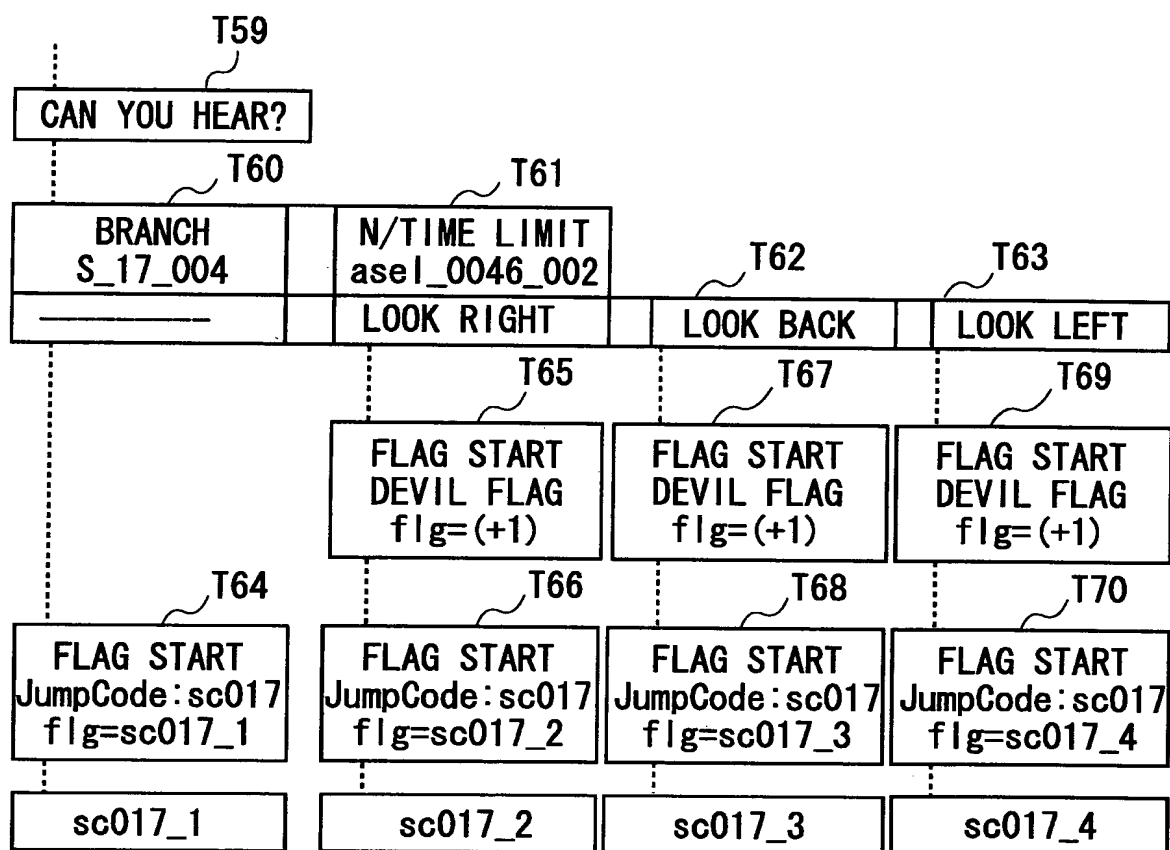 T59
CAN YOU HEAR?
T60
T61
BRANCH
S_17_004
N/TIME LIMIT
asel_0046_002
T62
T63
LOOK RIGHT
LOOK BACK
LOOK LEFT
T65
T67
T69
FLAG START
DEVIL FLAG
flg=(+1)
FLAG START
DEVIL FLAG
flg=(+1)
FLAG START
DEVIL FLAG
flg=(+1)
T64
T66
T68
T70
FLAG START
JumpCode:sc017
flg=sc017_1
FLAG START
JumpCode:sc017
flg=sc017_2
FLAG START
JumpCode:sc017
flg=sc017_3
FLAG START
JumpCode:sc017
flg=sc017_4
sc017_1
sc017_2
sc017_3
sc017_4